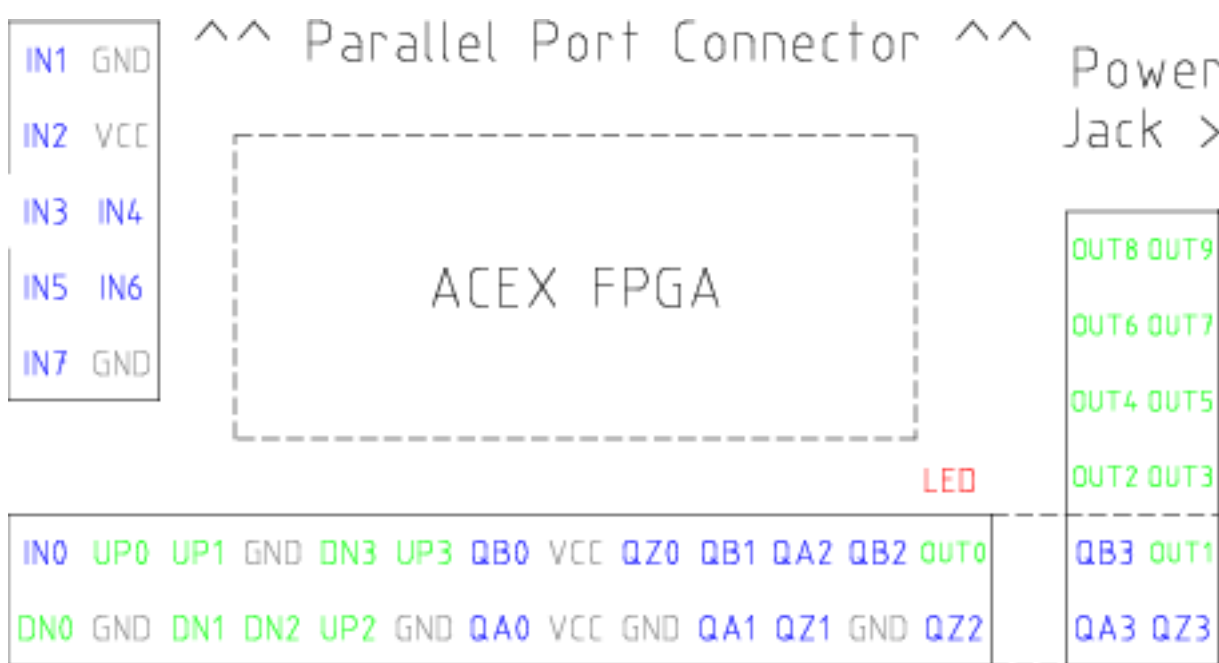 ^^ Parallel Port Connector ^^
Power
Jack >
IN1 GND
IN2 VCC
IN3 IN4
IN5 IN6
IN7 GND
ACEX FPGA
OUT8 OUT9
OUT6 OUT7
OUT4 OUT5
OUT2 OUT3
LED
IN0 UP0 UP1 GND DN3 UP3 QB0 VCC QZ0 QB1 QA2 QB2 OUT0
DN0 GND DN1 DN2 UP2 GND QA0 VCC GND QA1 QZ1 GND QZ2
QB3 OUT1
QA3 QZ3